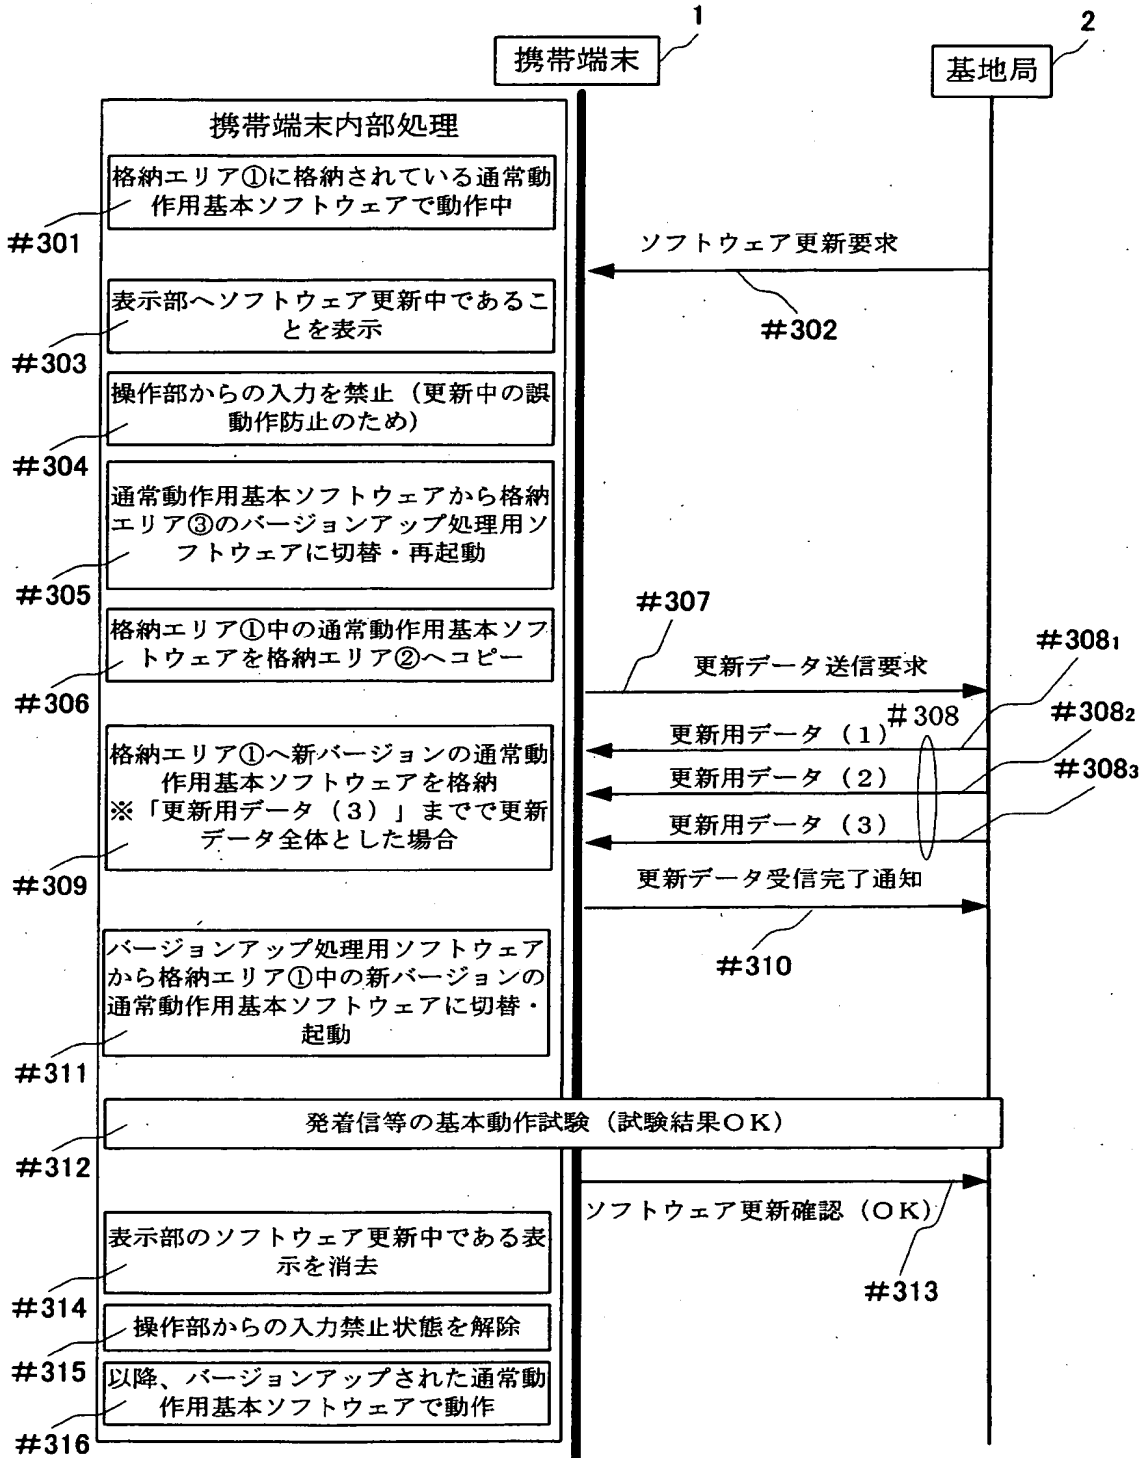 1
2
携帯端末
基地局
携帯端末内部処理
格納エリア①に格納されている通常動
作用基本ソフトウェアで動作中
#301
ソフトウェア更新要求
#302
表示部へソフトウェア更新中であるこ
とを表示
#303
操作部からの入力を禁止（更新中の誤
動作防止のため）
#304
通常動作用基本ソフトウェアから格納
エリア③のバージョンアップ処理用ソ
フトウェアに切替・再起動
#305
格納エリア①中の通常動作用基本ソフ
トウェアを格納エリア②へコピー
#306
#307
更新データ送信要求
#308
#308₁
更新用データ（1）
#308₂
更新用データ（2）
#308₃
更新用データ（3）
格納エリア①へ新バージョンの通常動
作用基本ソフトウェアを格納
※「更新用データ（3）」までで更新
データ全体とした場合
#309
更新データ受信完了通知
#310
バージョンアップ処理用ソフトウェア
から格納エリア①中の新バージョンの
通常動作用基本ソフトウェアに切替・
起動
#311
発着信等の基本動作試験（試験結果OK）
#312
ソフトウェア更新確認（OK）
#313
表示部のソフトウェア更新中である表
示を消去
#314
操作部からの入力禁止状態を解除
#315
以降、バージョンアップされた通常動
作用基本ソフトウェアで動作
#316